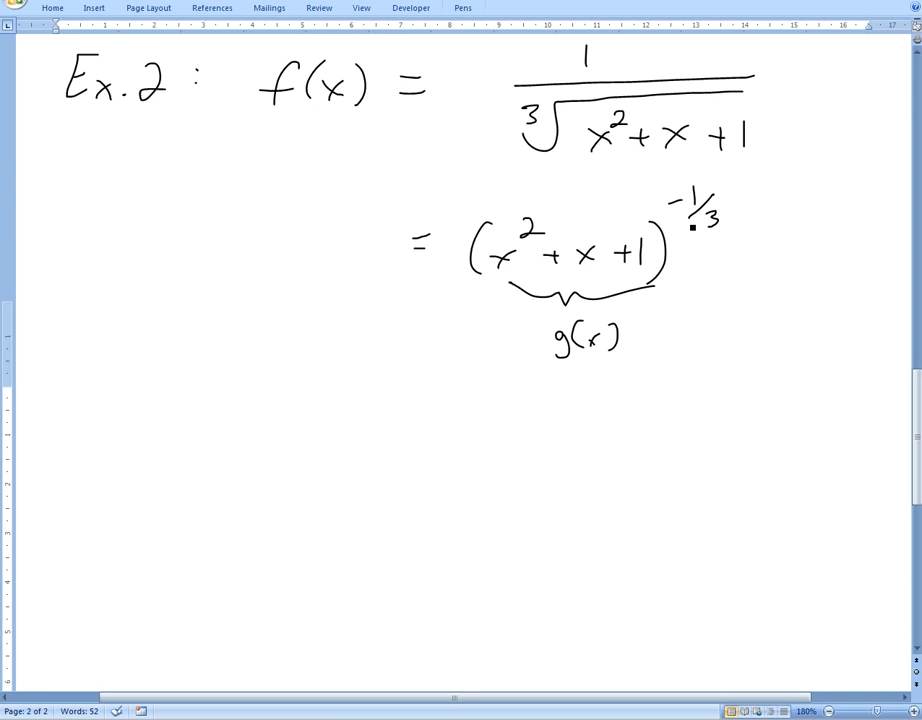 Home Insert Page Layout References Mailings Review View Developer Pens
Ex. 2 : f(x) = 1 / ∛(x² + x + 1)
= (x² + x + 1)^(-1/3)
g(x)
Page: 2 of 2 Words: 52 180%